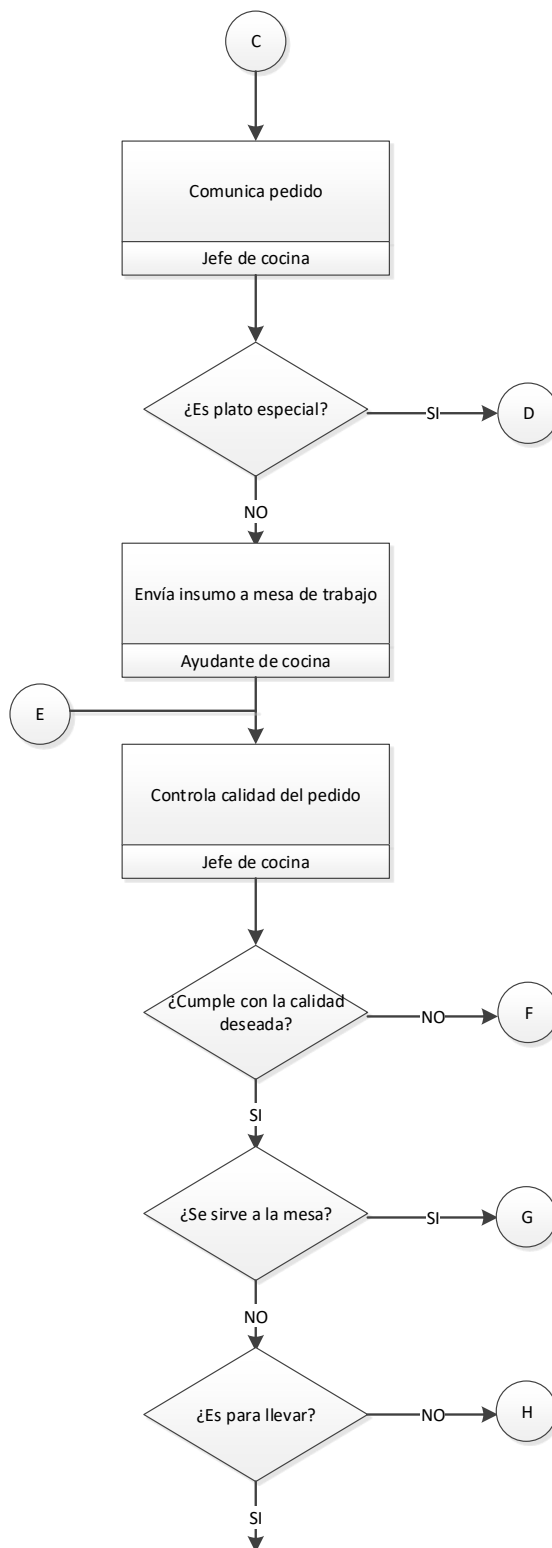 C
Comunica pedido
Jefe de cocina
¿Es plato especial?
SI
D
NO
Envía insumo a mesa de trabajo
Ayudante de cocina
E
Controla calidad del pedido
Jefe de cocina
¿Cumple con la calidad
deseada?
NO
F
SI
¿Se sirve a la mesa?
SI
G
NO
¿Es para llevar?
NO
H
SI